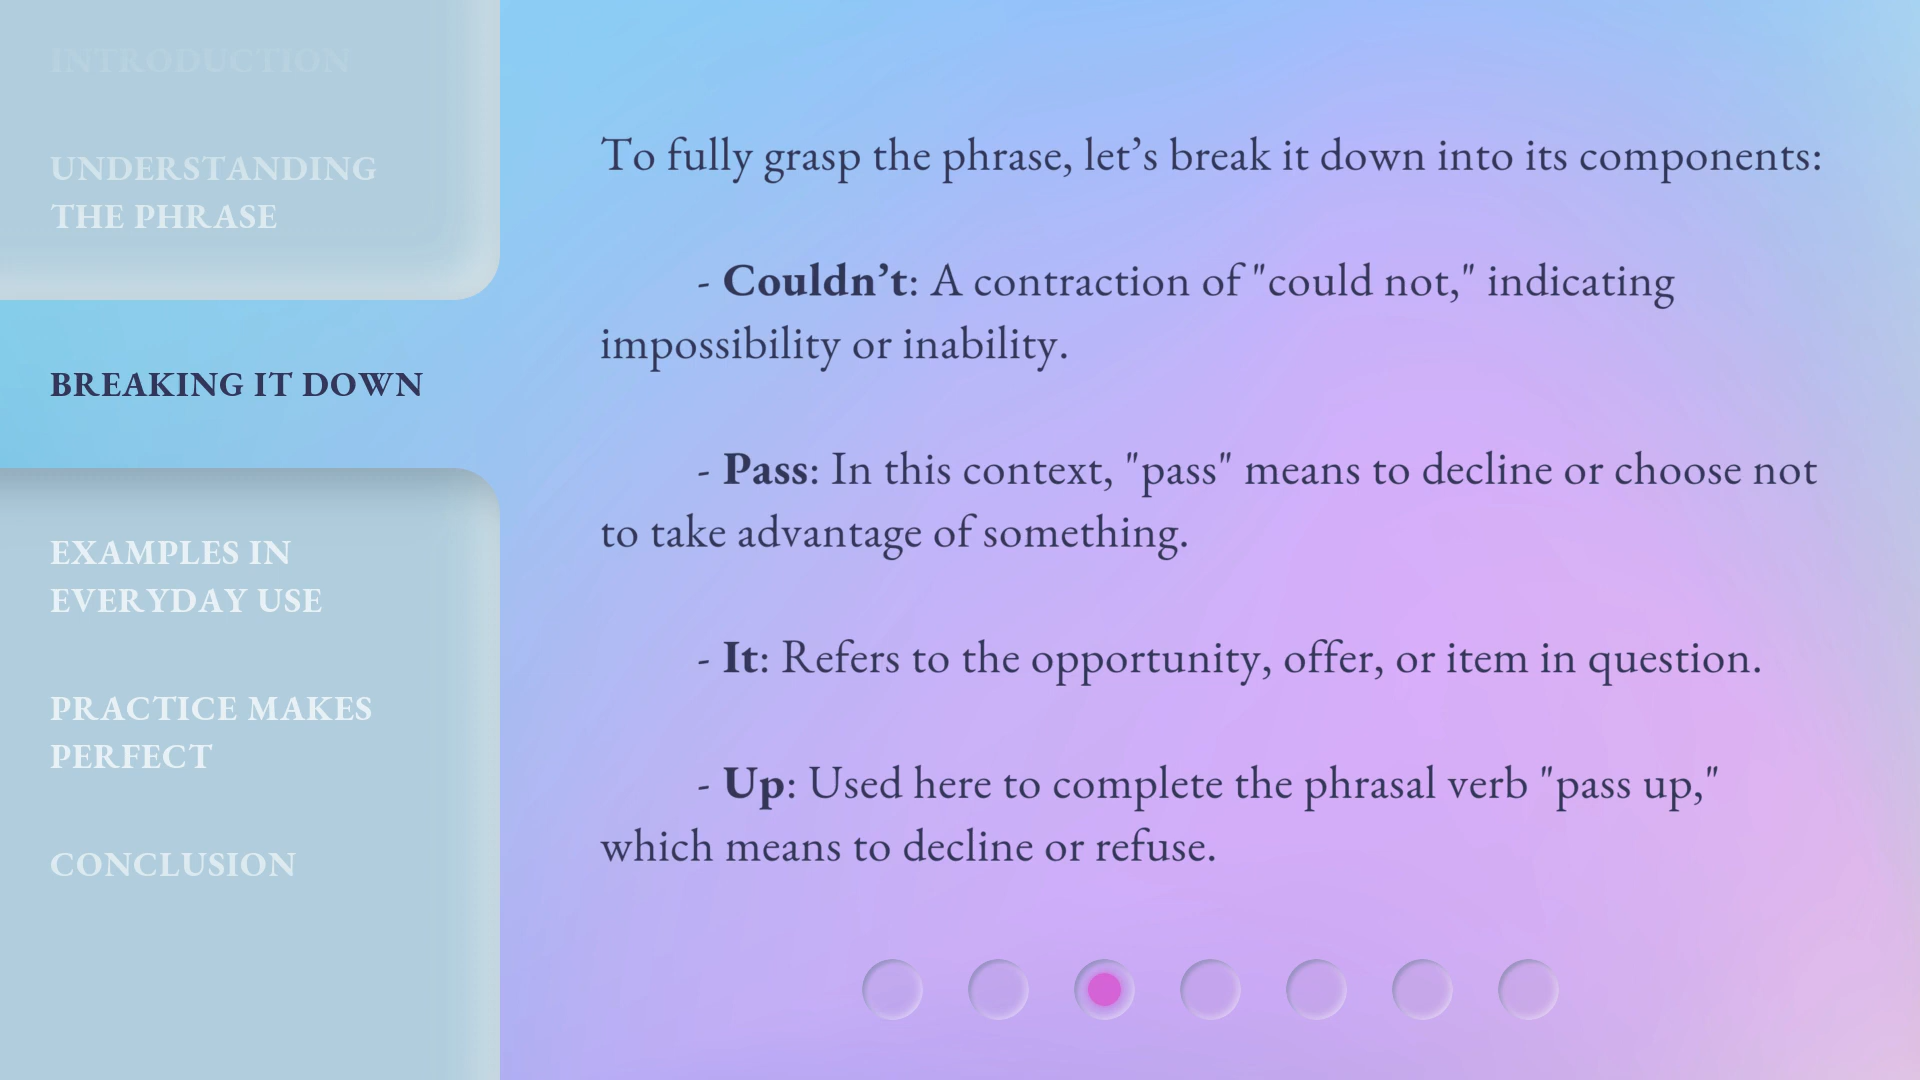 INTRODUCTION
UNDERSTANDING
THE PHRASE
BREAKING IT DOWN
EXAMPLES IN
EVERYDAY USE
PRACTICE MAKES
PERFECT
CONCLUSION
To fully grasp the phrase, let’s break it down into its components:
- Couldn’t: A contraction of "could not," indicating
impossibility or inability.
- Pass: In this context, "pass" means to decline or choose not
to take advantage of something.
- It: Refers to the opportunity, offer, or item in question.
- Up: Used here to complete the phrasal verb "pass up,"
which means to decline or refuse.